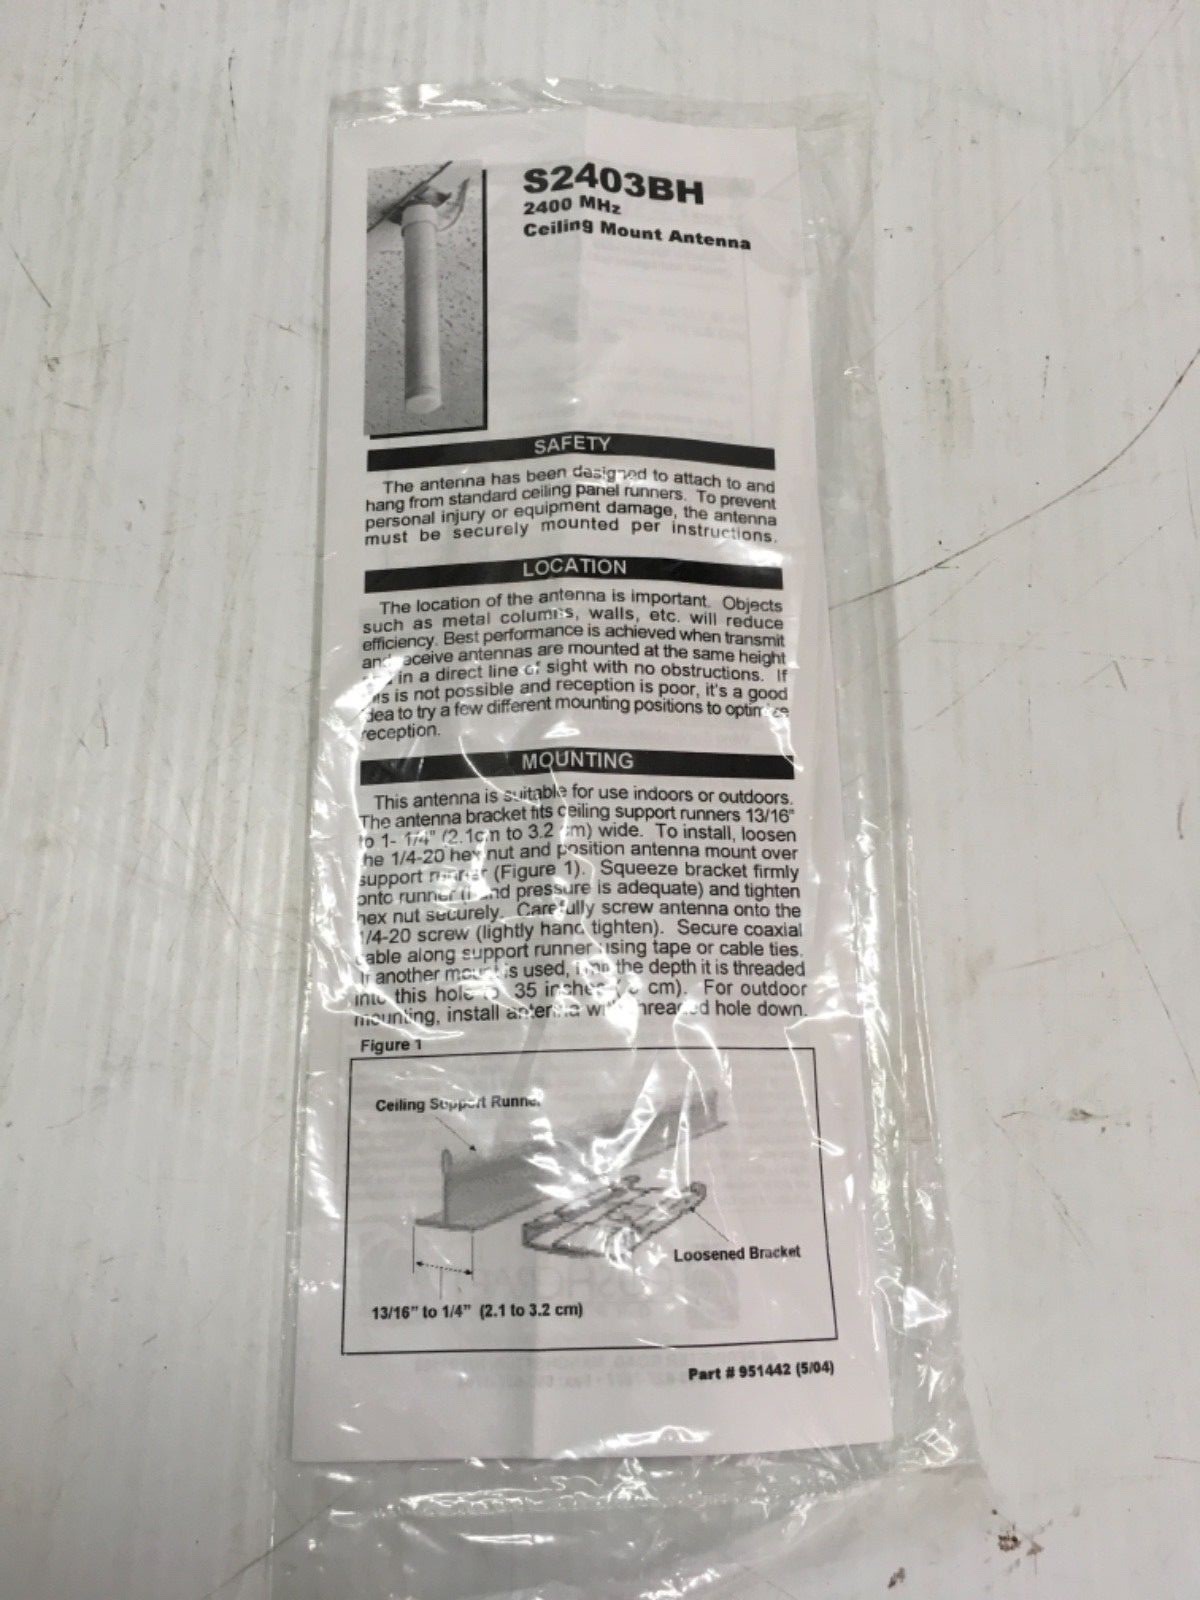 S2403BH
2400 MHz
Ceiling Mount Antenna
SAFETY
The antenna has been designed to attach to and
hang from standard ceiling panel runners. To prevent
personal injury or equipment damage, the antenna
must be securely mounted per instructions.
LOCATION
The location of the antenna is important. Objects
such as metal columns, walls, etc. will reduce
efficiency. Best performance is achieved when transmit
and receive antennas are mounted at the same height
in a direct line of sight with no obstructions. If
is not possible and reception is poor, it's a good
idea to try a few different mounting positions to optimize
reception.
MOUNTING
This antenna is suitable for use indoors or outdoors.
The antenna bracket fits ceiling support runners 13/16"
to 1- 1/4" (2.1cm to 3.2 cm) wide. To install, loosen
the 1/4-20 hex nut and position antenna mount over
support runner (Figure 1). Squeeze bracket firmly
onto runner (hand pressure is adequate) and tighten
hex nut securely. Carefully screw antenna onto the
1/4-20 screw (lightly hand tighten). Secure coaxial
cable along support runner using tape or cable ties.
If another mount is used, limit the depth it is threaded
into this hole to .35 inches ( cm). For outdoor
mounting, install antenna with threaded hole down.
Figure 1
Ceiling Support Runner
Loosened Bracket
13/16" to 1/4" (2.1 to 3.2 cm)
Part # 951442 (5/04)